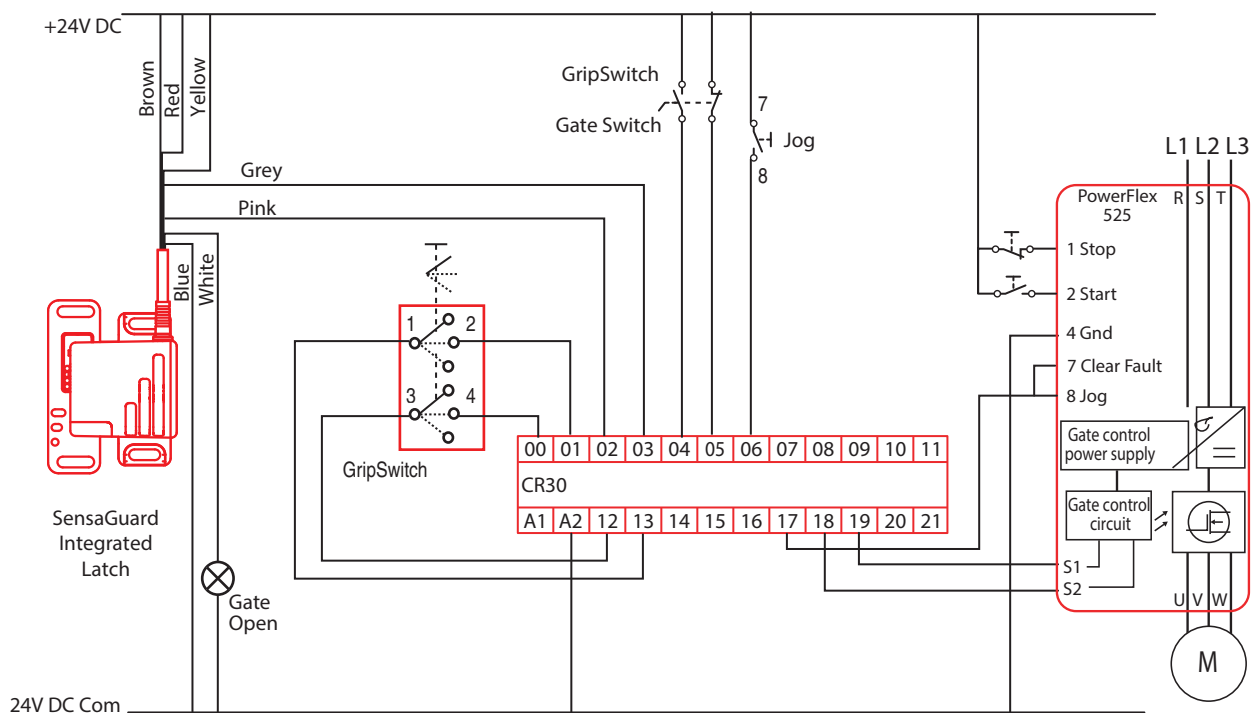 +24V DC
Brown
Red
Yellow
GripSwitch
Gate Switch
7
Jog
8
L1 L2 L3
Grey
Pink
PowerFlex
525
R S T
1 Stop
2 Start
4 Gnd
7 Clear Fault
8 Jog
Blue
White
1 2
3 4
GripSwitch
00 01 02 03 04 05 06 07 08 09 10 11
CR30
A1 A2 12 13 14 15 16 17 18 19 20 21
Gate control
power supply
Gate control
circuit
S1
S2
U V W
M
SensaGuard
Integrated
Latch
Gate
Open
24V DC Com